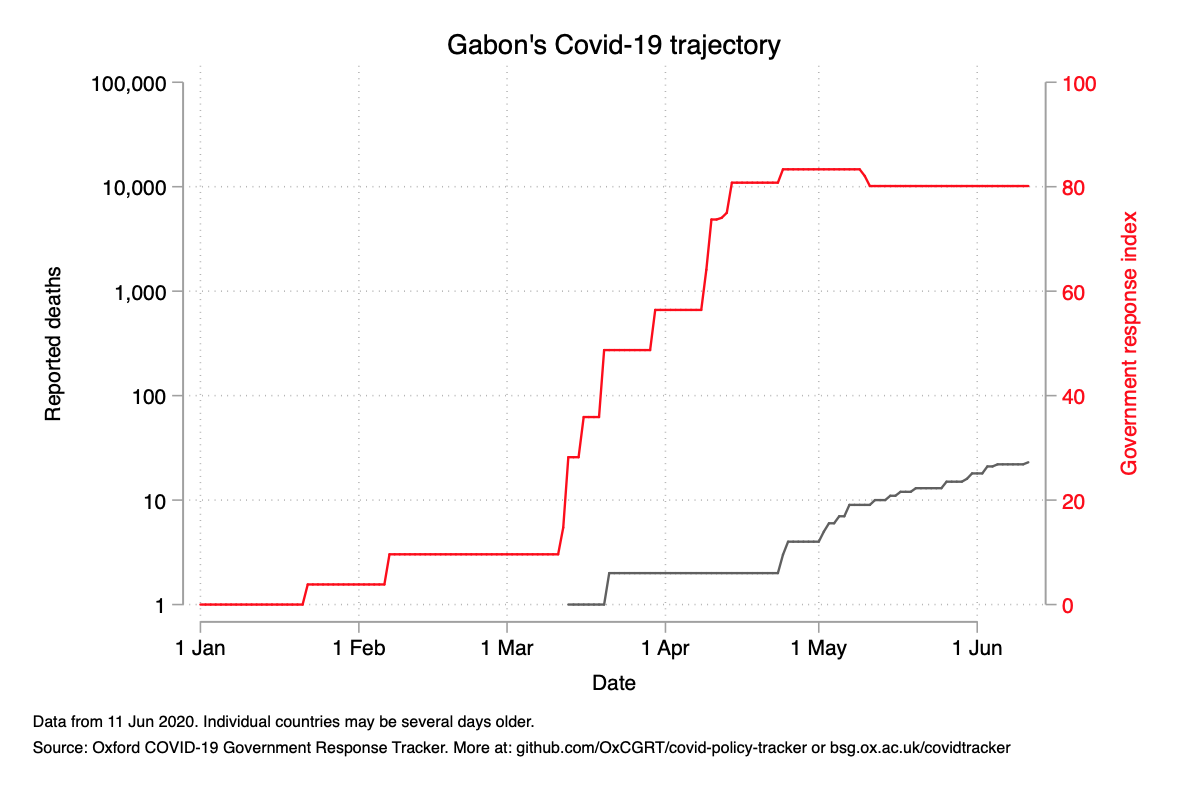 Gabon's Covid-19 trajectory
100,000
10,000
1,000
100
10
1
Reported deaths
100
80
60
40
20
0
Government response index
1 Jan
1 Feb
1 Mar
1 Apr
1 May
1 Jun
Date
Data from 11 Jun 2020. Individual countries may be several days older.
Source: Oxford COVID-19 Government Response Tracker. More at: github.com/OxCGRT/covid-policy-tracker or bsg.ox.ac.uk/covidtracker